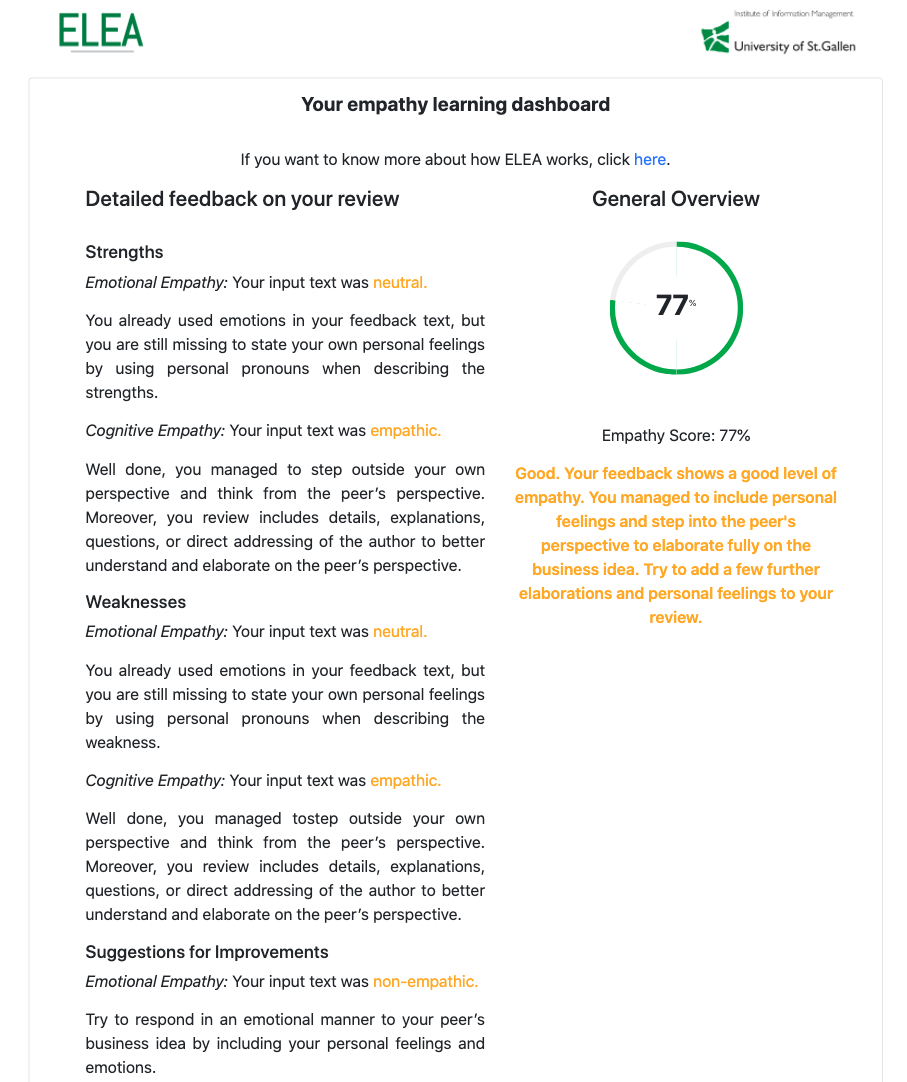 ELEA
Institute of Information Management
University of St.Gallen
Your empathy learning dashboard
If you want to know more about how ELEA works, click here.
Detailed feedback on your review
Strengths
Emotional Empathy: Your input text was neutral.
You already used emotions in your feedback text, but
you are still missing to state your own personal feelings
by using personal pronouns when describing the
strengths.
Cognitive Empathy: Your input text was empathic.
Well done, you managed to step outside your own
perspective and think from the peer’s perspective.
Moreover, you review includes details, explanations,
questions, or direct addressing of the author to better
understand and elaborate on the peer’s perspective.
Weaknesses
Emotional Empathy: Your input text was neutral.
You already used emotions in your feedback text, but
you are still missing to state your own personal feelings
by using personal pronouns when describing the
weakness.
Cognitive Empathy: Your input text was empathic.
Well done, you managed tostep outside your own
perspective and think from the peer’s perspective.
Moreover, you review includes details, explanations,
questions, or direct addressing of the author to better
understand and elaborate on the peer’s perspective.
Suggestions for Improvements
Emotional Empathy: Your input text was non-empathic.
Try to respond in an emotional manner to your peer’s
business idea by including your personal feelings and
emotions.
General Overview
77%
Empathy Score: 77%
Good. Your feedback shows a good level of
empathy. You managed to include personal
feelings and step into the peer's
perspective to elaborate fully on the
business idea. Try to add a few further
elaborations and personal feelings to your
review.